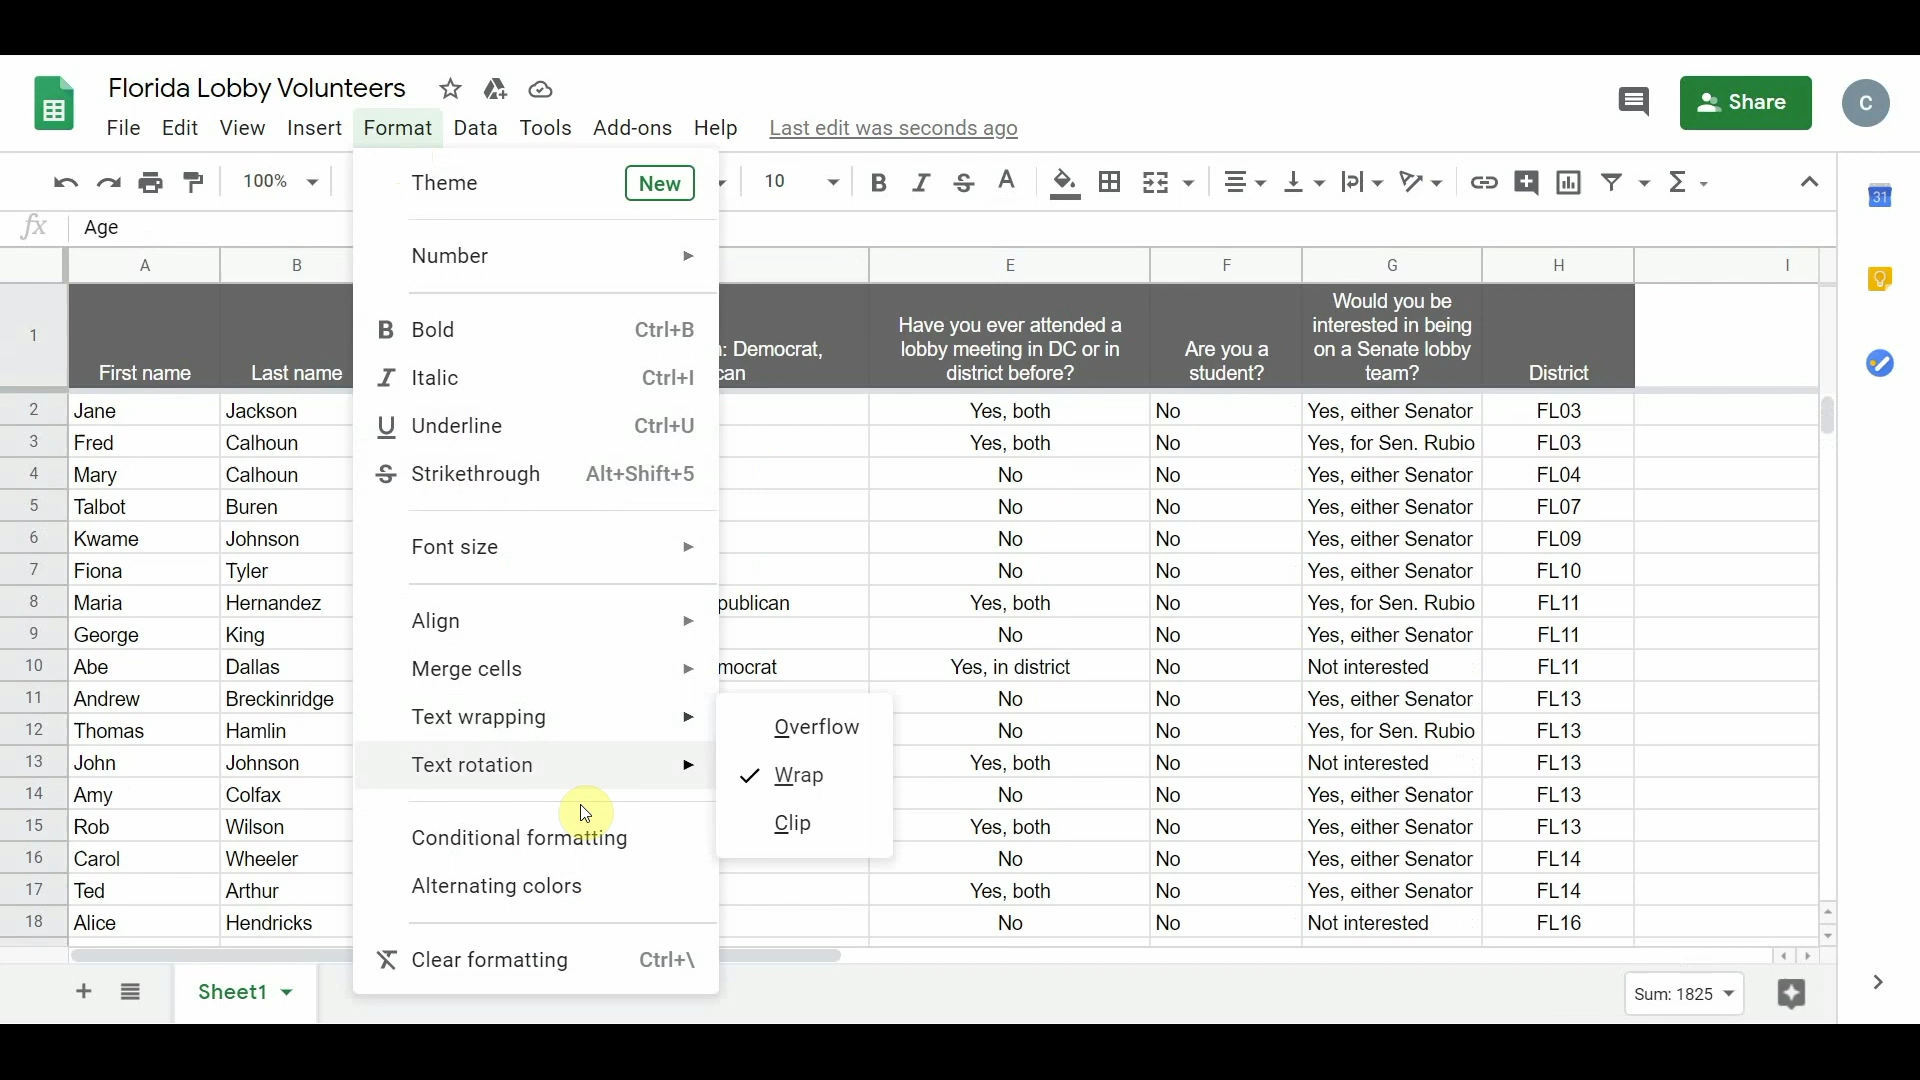 Florida Lobby Volunteers
File Edit View Insert Format Data Tools Add-ons Help Last edit was seconds ago
Share
C
100% 10 B I S A Σ
31
fx Age
A B E F G H I
1 First name Last name : Democrat, can
Have you ever attended a lobby meeting in DC or in district before?
Are you a student?
Would you be interested in being on a Senate lobby team?
District
2 Jane Jackson Yes, both No Yes, either Senator FL03
3 Fred Calhoun Yes, both No Yes, for Sen. Rubio FL03
4 Mary Calhoun No No Yes, either Senator FL04
5 Talbot Buren No No Yes, either Senator FL07
6 Kwame Johnson No No Yes, either Senator FL09
7 Fiona Tyler No No Yes, either Senator FL10
8 Maria Hernandez publican Yes, both No Yes, for Sen. Rubio FL11
9 George King No No Yes, either Senator FL11
10 Abe Dallas mocrat Yes, in district No Not interested FL11
11 Andrew Breckinridge No No Yes, either Senator FL13
12 Thomas Hamlin No No Yes, for Sen. Rubio FL13
13 John Johnson Yes, both No Not interested FL13
14 Amy Colfax No No Yes, either Senator FL13
15 Rob Wilson Yes, both No Yes, either Senator FL13
16 Carol Wheeler No No Yes, either Senator FL14
17 Ted Arthur Yes, both No Yes, either Senator FL14
18 Alice Hendricks No No Not interested FL16
Theme New
Number
B Bold Ctrl+B
I Italic Ctrl+I
U Underline Ctrl+U
S Strikethrough Alt+Shift+5
Font size
Align
Merge cells
Text wrapping
Text rotation
Conditional formatting
Alternating colors
Clear formatting Ctrl+\
Overflow
Wrap
Clip
Sheet1
Sum: 1825